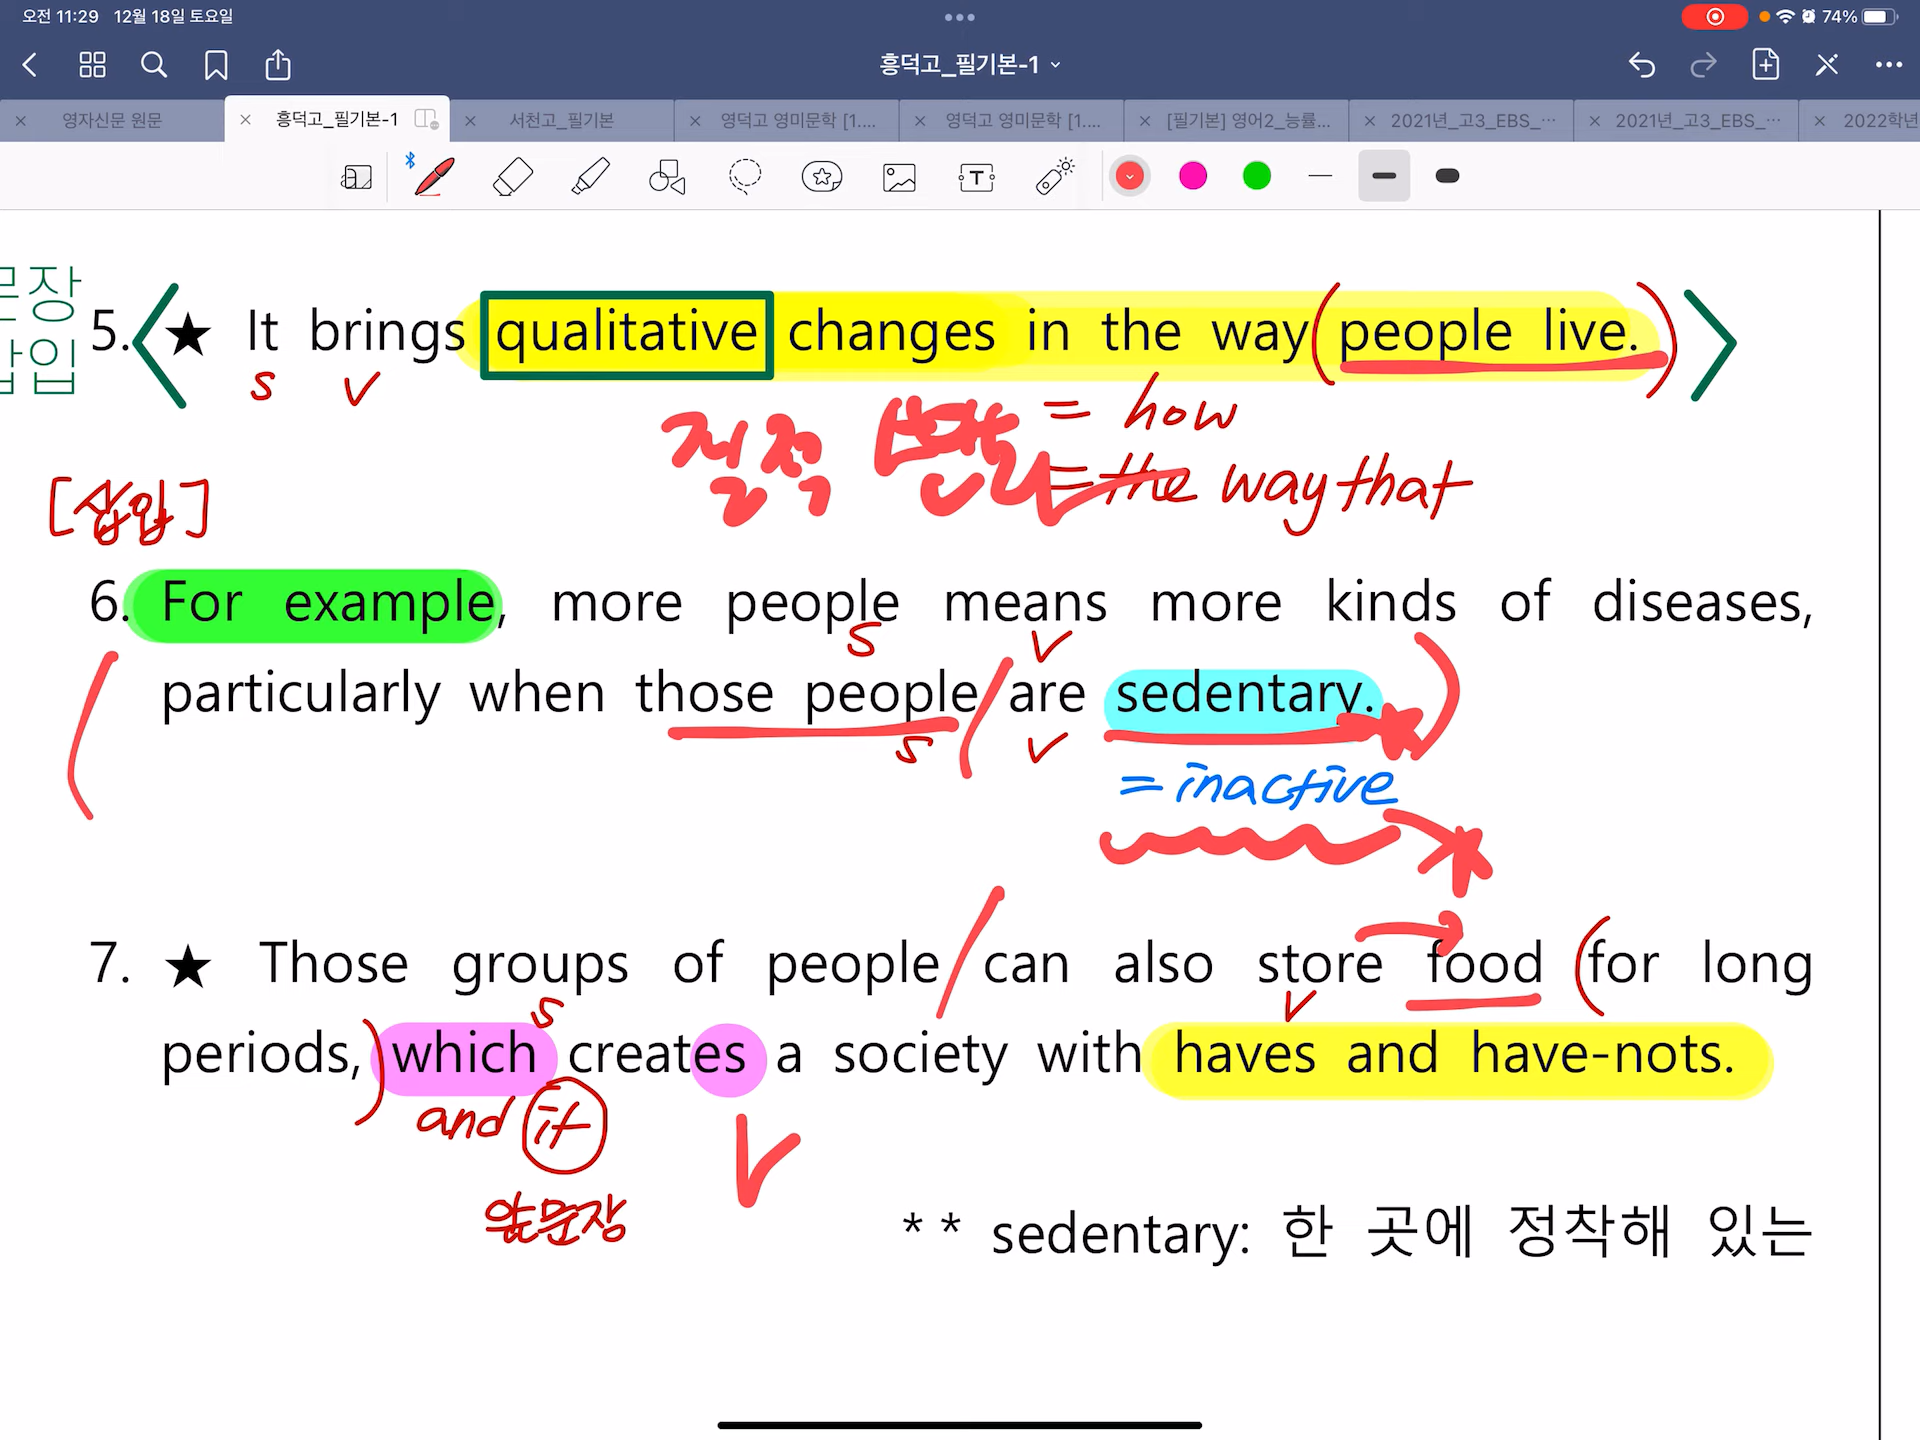 오전 11:29 12월 18일 토요일 74%
흥덕고_필기본-1
영자신문 원문 흥덕고_필기본-1 서천고_필기본 영덕고 영미문학 [1.... 영덕고 영미문학 [1.... [필기본] 영어2_능률... 2021년_고3_EBS_... 2021년_고3_EBS_... 2022학년
문장
삽입
5. < ★ It brings qualitative changes in the way (people live.) >
s v
질적 변화 = how
= the way that
[삽입]
6. For example, more people means more kinds of diseases,
s v
particularly when those people / are sedentary.
s v
= inactive
7. ★ Those groups of people / can also store food (for long
s v
periods,) which creates a society with haves and have-nots.
and it
v
앞문장
** sedentary: 한 곳에 정착해 있는